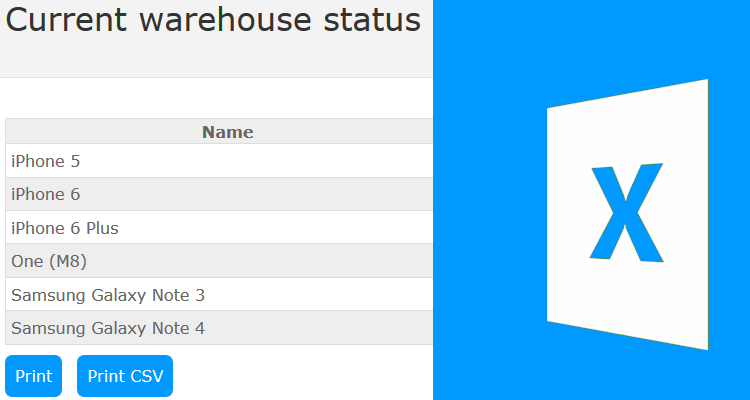 Current warehouse status
Name
iPhone 5
iPhone 6
iPhone 6 Plus
One (M8)
Samsung Galaxy Note 3
Samsung Galaxy Note 4
Print
Print CSV
X